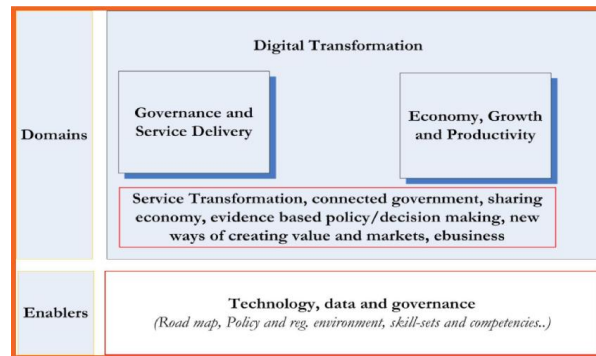 Digital Transformation
Governance and
Service Delivery
Economy, Growth
and Productivity
Domains
Service Transformation, connected government, sharing
economy, evidence based policy/decision making, new
ways of creating value and markets, ebusiness
Enablers
Technology, data and governance
(Road map, Policy and reg. environment, skill-sets and competencies..)